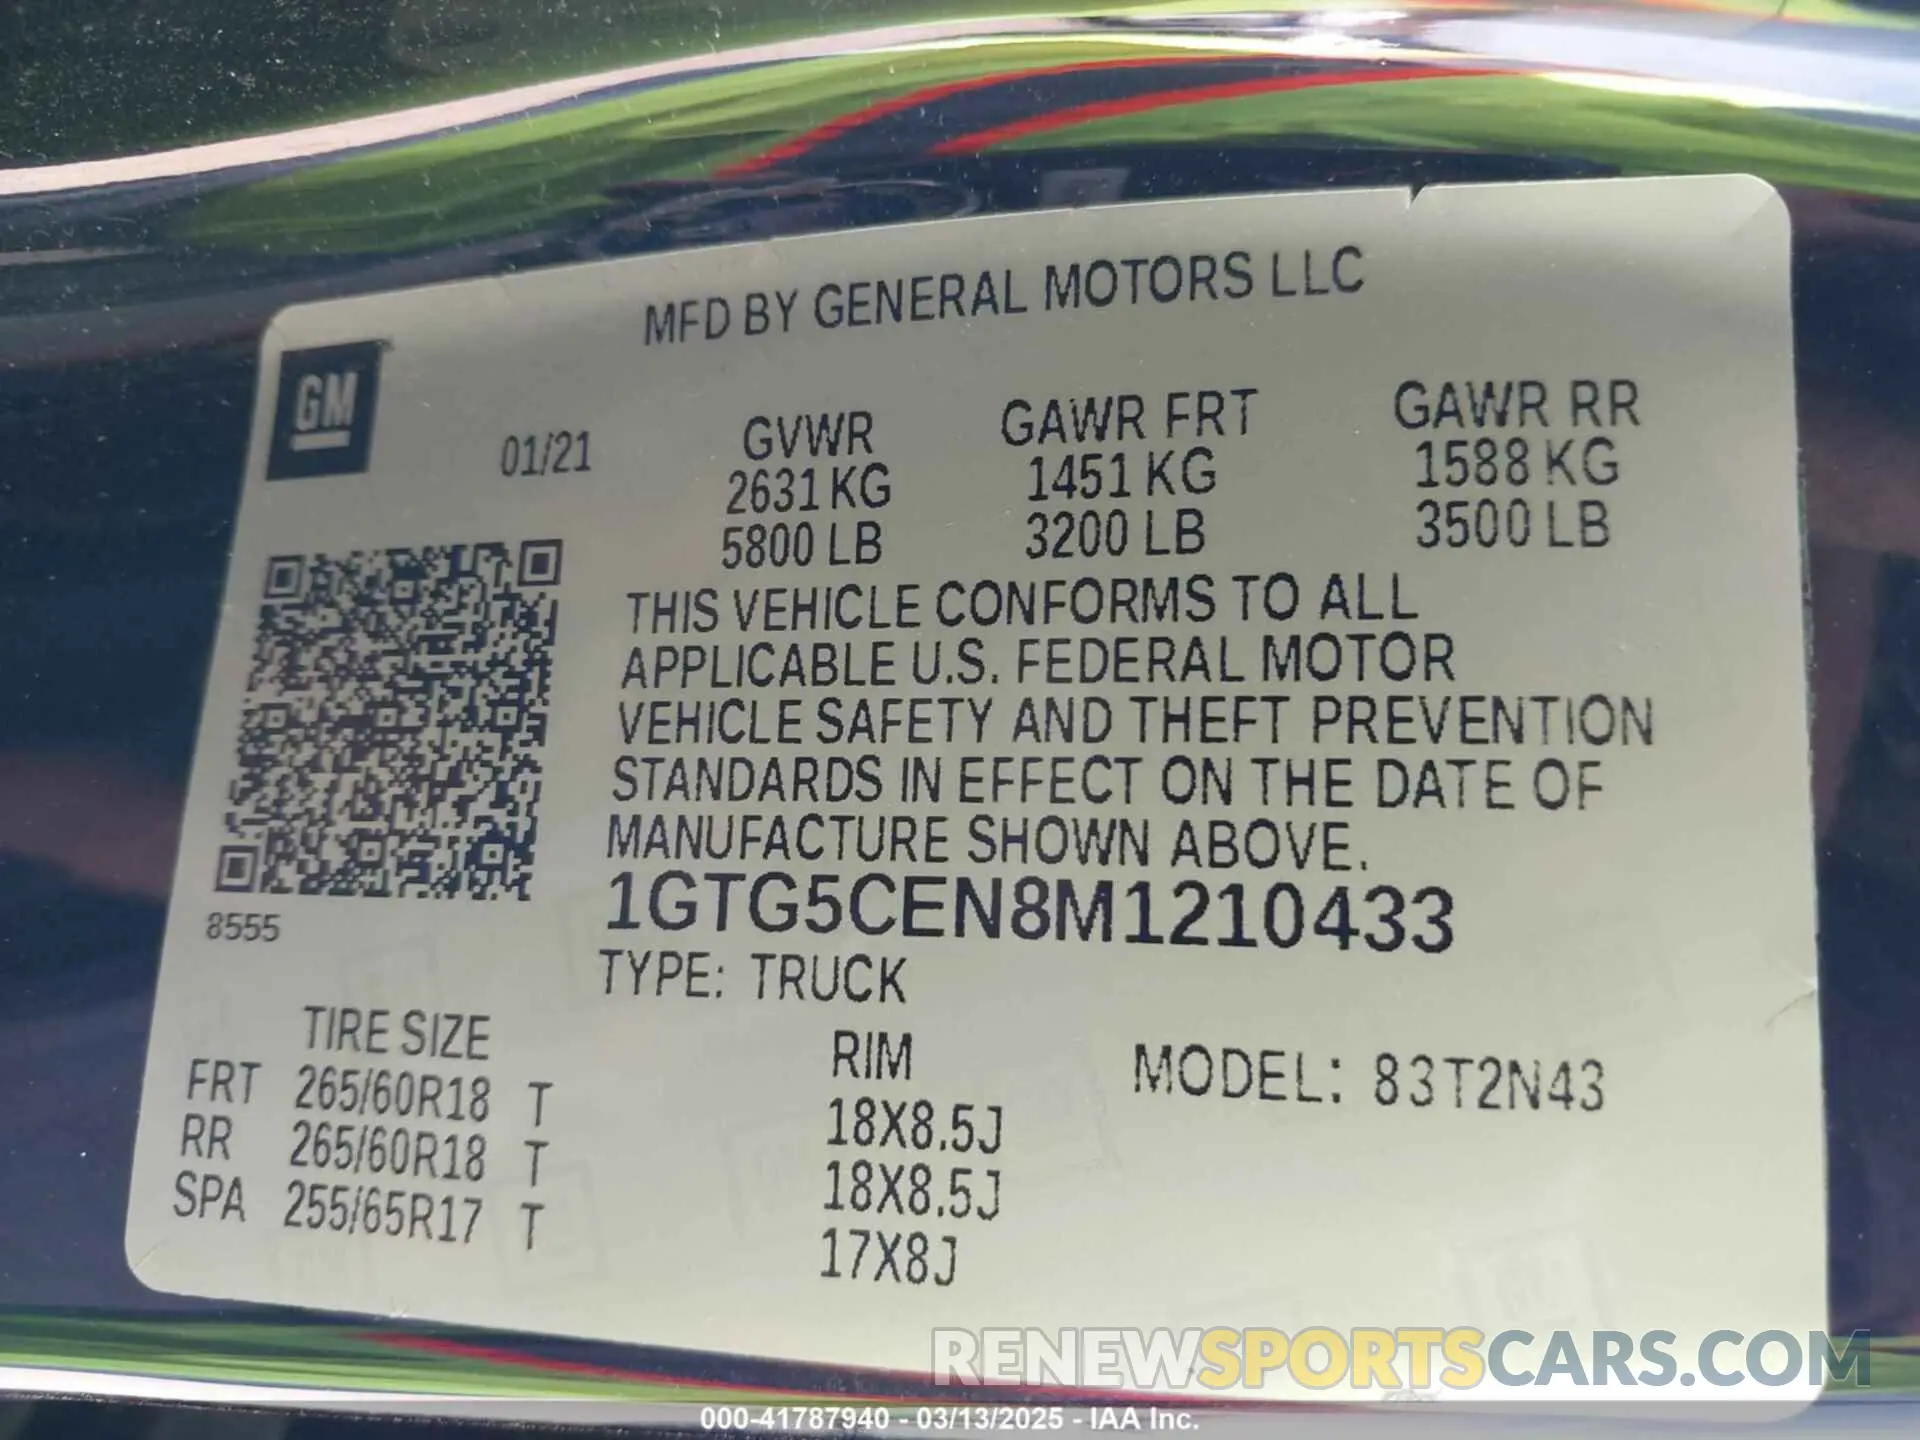 MFD BY GENERAL MOTORS LLC
GM
01/21
GVWR GAWR FRT GAWR RR
2631 KG 1451 KG 1588 KG
5800 LB 3200 LB 3500 LB
THIS VEHICLE CONFORMS TO ALL
APPLICABLE U.S. FEDERAL MOTOR
VEHICLE SAFETY AND THEFT PREVENTION
STANDARDS IN EFFECT ON THE DATE OF
MANUFACTURE SHOWN ABOVE.
8555
1GTG5CEN8M1210433
TYPE: TRUCK
TIRE SIZE RIM MODEL: 83T2N43
FRT 265/60R18 T 18X8.5J
RR 265/60R18 T 18X8.5J
SPA 255/65R17 T 17X8J
RENEWSPORTSCARS.COM
000-41787940 - 03/13/2025 - IAA Inc.